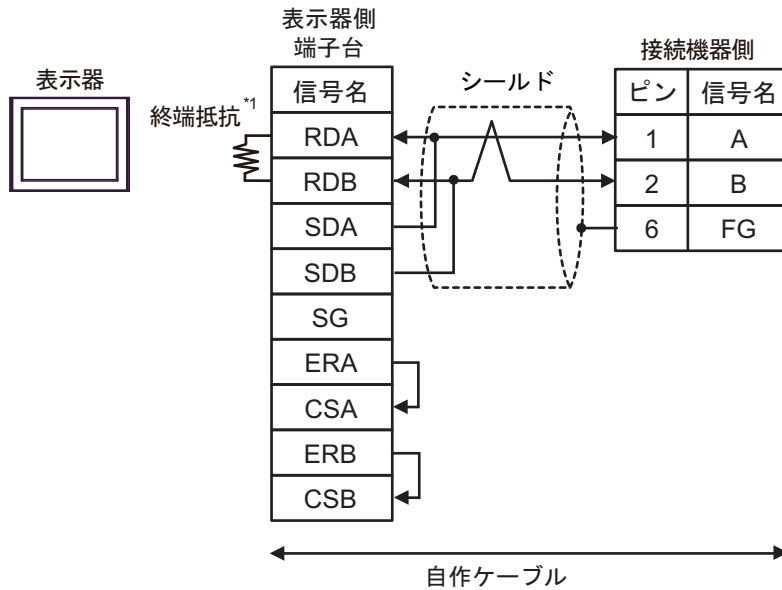 表示器
終端抵抗*1
表示器側
端子台
信号名
RDA
RDB
SDA
SDB
SG
ERA
CSA
ERB
CSB
シールド
接続機器側
ピン 信号名
1 A
2 B
6 FG
自作ケーブル